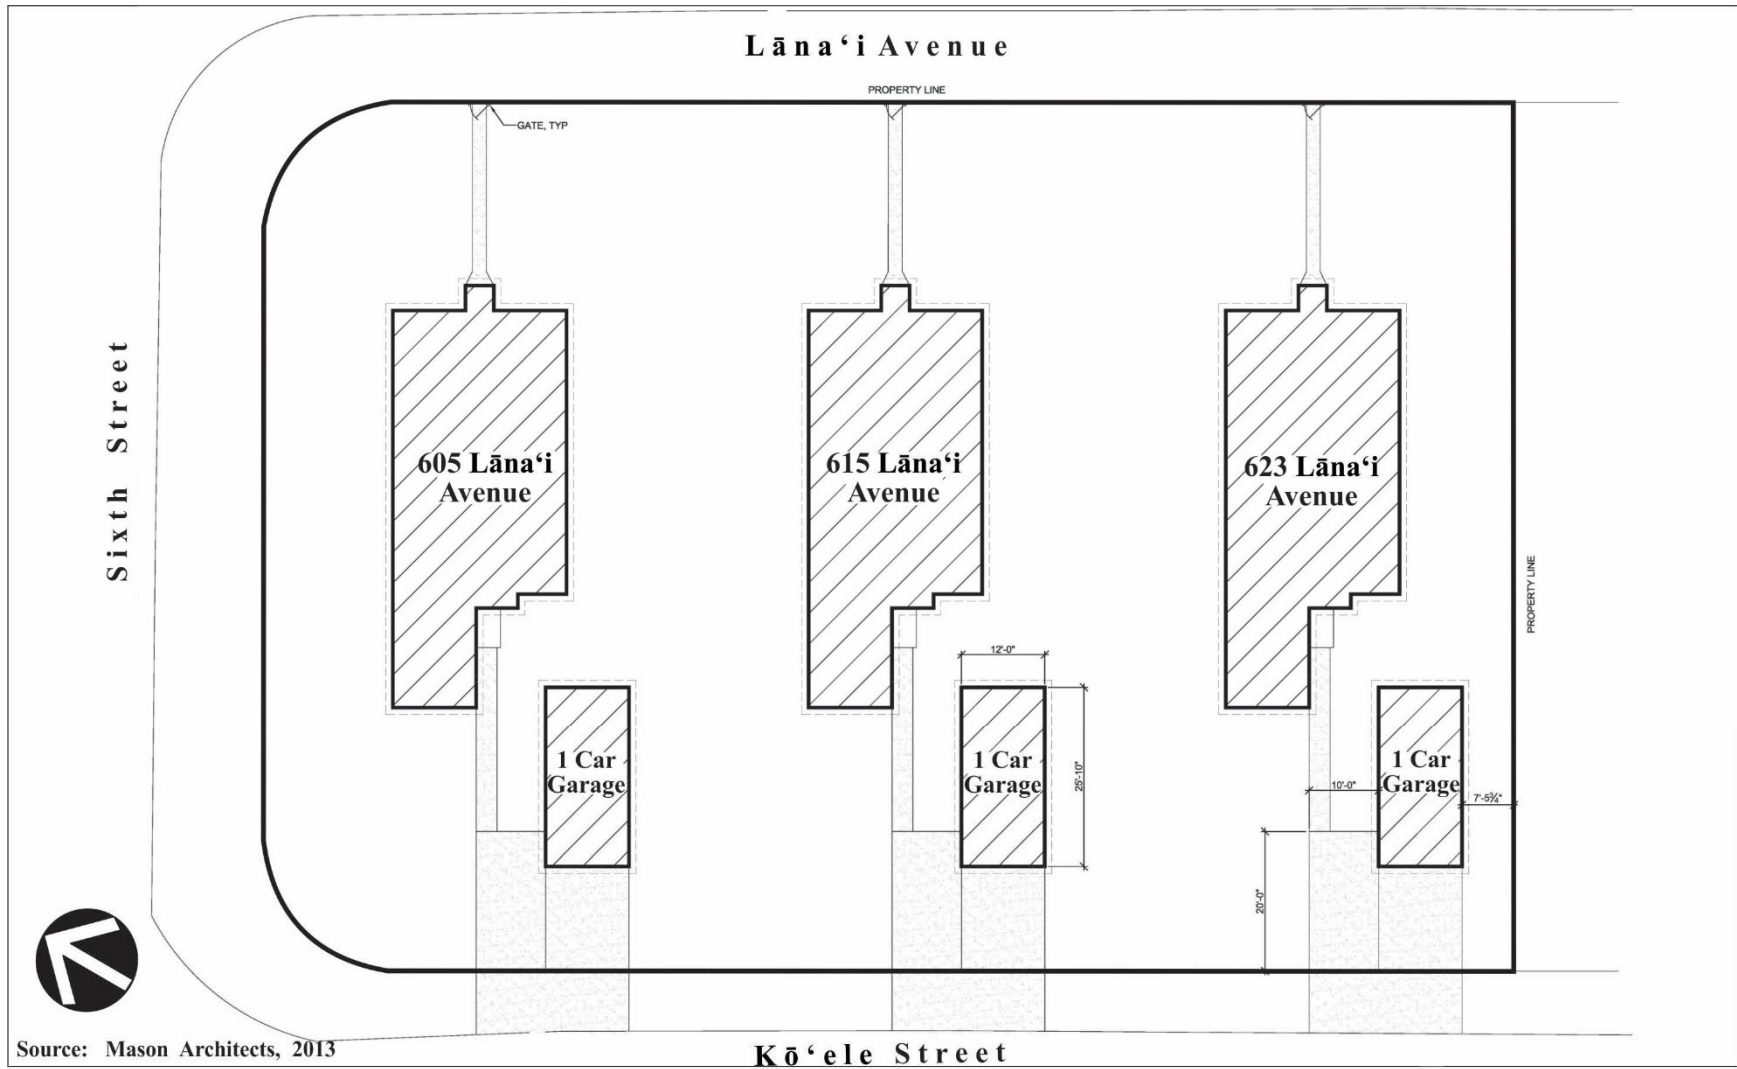 Lāna‘i Avenue
PROPERTY LINE
GATE, TYP
Sixth Street
605 Lāna‘i
Avenue
615 Lāna‘i
Avenue
623 Lāna‘i
Avenue
PROPERTY LINE
12'-0"
1 Car
Garage
1 Car
Garage
25'-10"
10'-0"
1 Car
Garage
7'-5¾"
20'-0"
Source: Mason Architects, 2013
Kō‘ele Street